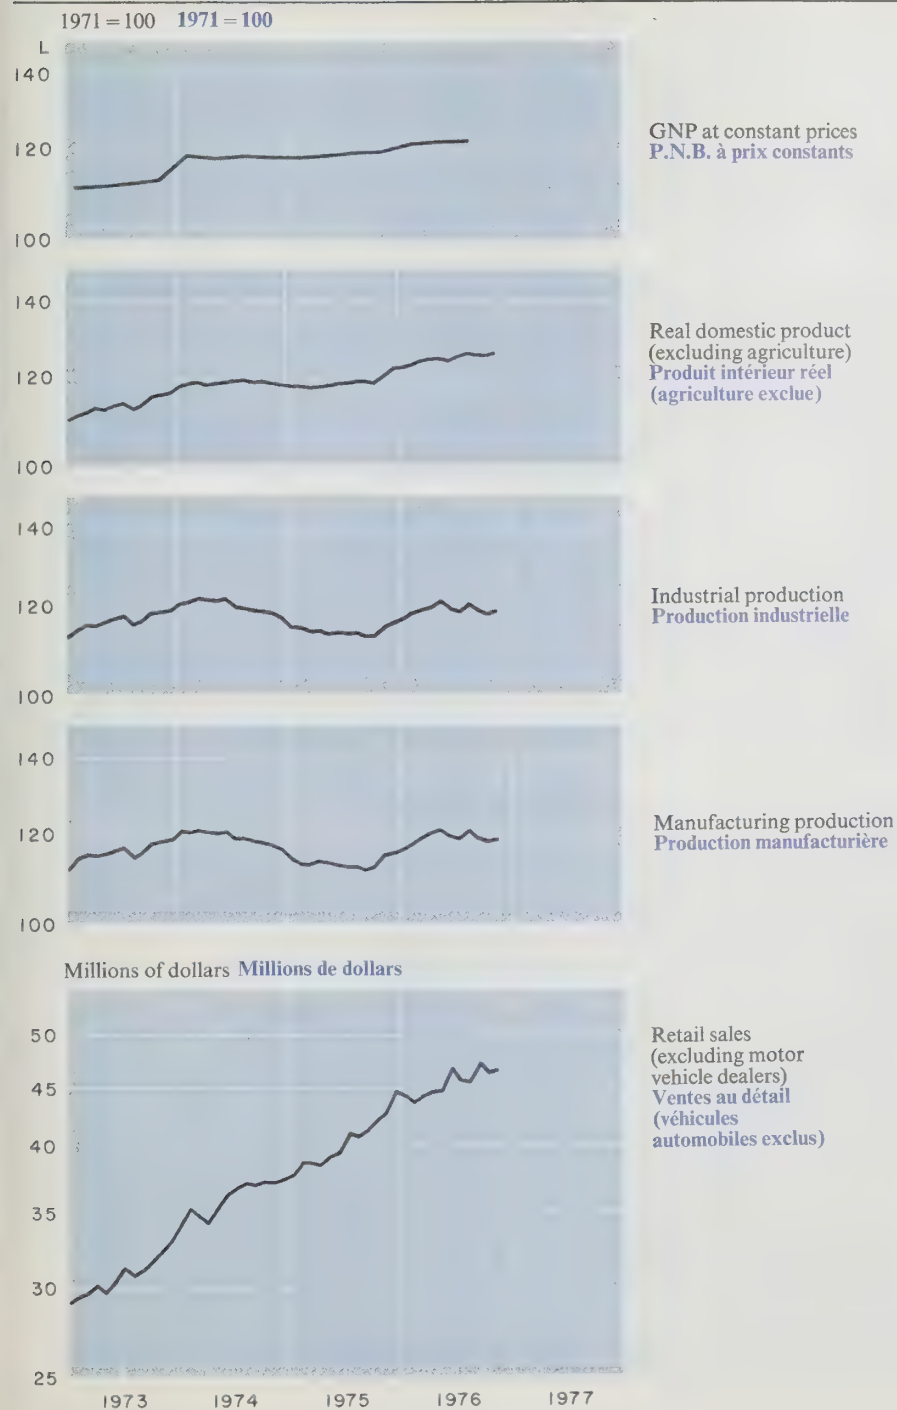 1971 = 100 1971 = 100
L
140
120
100
GNP at constant prices
P.N.B. à prix constants
140
120
100
Real domestic product
(excluding agriculture)
Produit intérieur réel
(agriculture exclue)
140
120
100
Industrial production
Production industrielle
140
120
100
Manufacturing production
Production manufacturière
Millions of dollars Millions de dollars
50
45
40
35
30
25
Retail sales
(excluding motor
vehicle dealers)
Ventes au détail
(véhicules
automobiles exclus)
1973 1974 1975 1976 1977